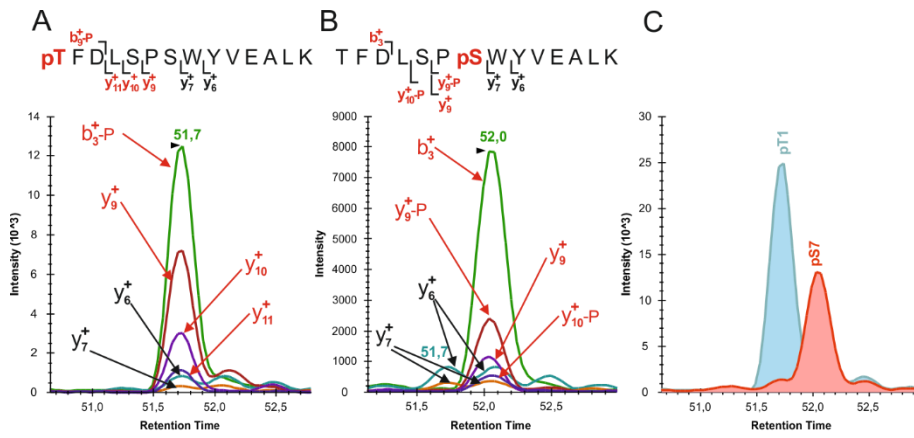 A
b9+-P
pTFDLSPSWYVEALK
y11+ y10+ y9+ y7+ y6+
14
12
10
8
6
4
2
0
Intensity (10^3)
b3+-P
51,7
y9+
y10+
y6+
y11+
y7+
51,0 51,5 52,0 52,5
Retention Time
B
b3+
TFDLSPpSWYVEALK
y10+-P y9+-P y7+ y6+
y9+
9000
8000
7000
6000
5000
4000
3000
2000
1000
0
Intensity
52,0
b3+
y9+-P
y9+
y6+
y10+-P
y7+
51,7
51,5 52,0 52,5
Retention Time
C
30
25
20
15
10
5
0
Intensity (10^3)
pT1
pS7
51,0 51,5 52,0 52,5
Retention Time